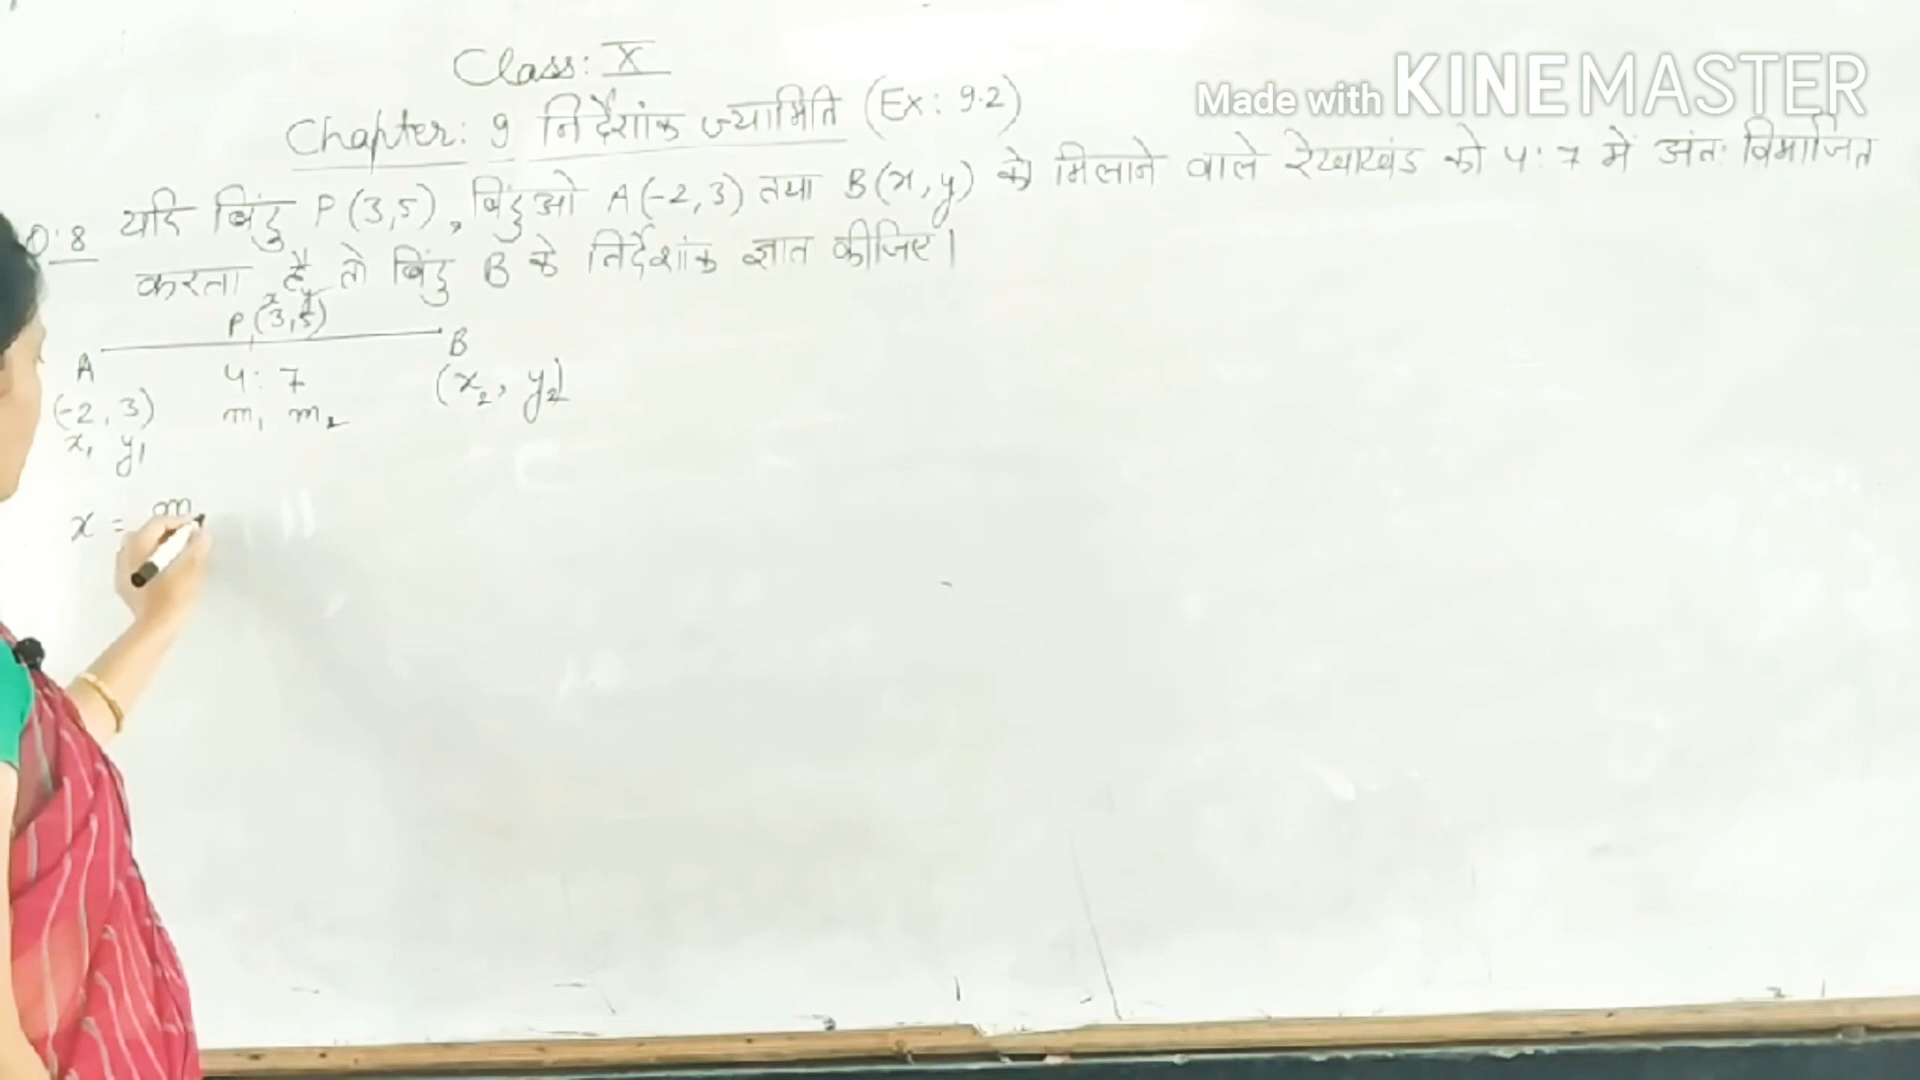 Class: X
Made with KINEMASTER
Chapter: 9 निर्देशांक ज्यामिति (Ex: 9.2)
Q.8 यदि बिंदु P(3,5), बिंदुओ A(-2,3) तथा B(x,y) को मिलाने वाले रेखाखंड को 4:7 में अंतः विभाजित
करता है, तो बिंदु B के निर्देशांक ज्ञात कीजिए।
x y
P (3,5)
A B
4 : 7 (x₂, y₂)
(-2, 3) m₁ m₂
x₁ y₁
x = m